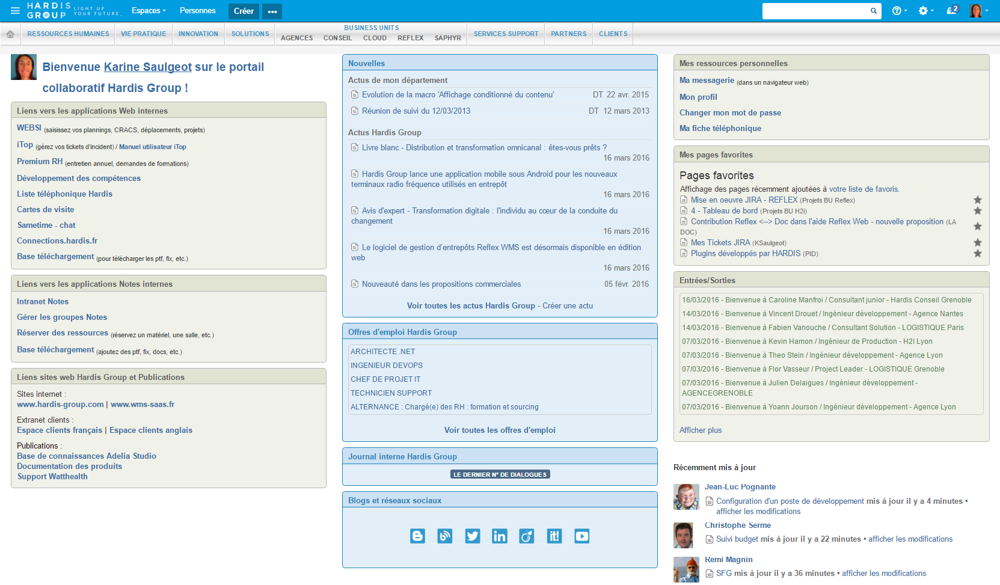 HARDIS GROUP LIGHT UP YOUR FUTURE_
Espaces
Personnes
Créer
•••
2
RESSOURCES HUMAINES
VIE PRATIQUE
INNOVATION
SOLUTIONS
BUSINESS UNITS
AGENCES CONSEIL CLOUD REFLEX SAPHYR
SERVICES SUPPORT
PARTNERS
CLIENTS
Bienvenue Karine Saulgeot sur le portail
collaboratif Hardis Group !
Liens vers les applications Web internes
WEBSI (saisissez vos plannings, CRACS, déplacements, projets)
iTop (gérez vos tickets d'incident) / Manuel utilisateur iTop
Premium RH (entretien annuel, demandes de formations)
Développement des compétences
Liste téléphonique Hardis
Cartes de visite
Sametime - chat
Connections.hardis.fr
Base téléchargement (pour télécharger les ptf, fix, etc.)
Liens vers les applications Notes internes
Intranet Notes
Gérer les groupes Notes
Réserver des ressources (réservez un matériel, une salle, etc.)
Base téléchargement (ajoutez des ptf, fix, docs, etc.)
Liens sites web Hardis Group et Publications
Sites internet :
www.hardis-group.com | www.wms-saas.fr
Extranet clients :
Espace clients français | Espace clients anglais
Publications :
Base de connaissances Adelia Studio
Documentation des produits
Support Watthealth
Nouvelles
Actus de mon département
Evolution de la macro 'Affichage conditionné du contenu' DT 22 avr. 2015
Réunion de suivi du 12/03/2013 DT 12 mars 2013
Actus Hardis Group
Livre blanc - Distribution et transformation omnicanal : êtes-vous prêts ?
16 mars 2016
Hardis Group lance une application mobile sous Android pour les nouveaux
terminaux radio fréquence utilisés en entrepôt
16 mars 2016
Avis d'expert - Transformation digitale : l'individu au cœur de la conduite du
changement
16 mars 2016
Le logiciel de gestion d'entrepôts Reflex WMS est désormais disponible en édition
web
16 mars 2016
Nouveauté dans les propositions commerciales 05 févr. 2016
Voir toutes les actus Hardis Group - Créer une actu
Offres d'emploi Hardis Group
ARCHITECTE .NET
INGENIEUR DEVOPS
CHEF DE PROJET IT
TECHNICIEN SUPPORT
ALTERNANCE : Chargé(e) des RH : formation et sourcing
Voir toutes les offres d'emploi
Journal interne Hardis Group
LE DERNIER N° DE DIALOGUES
Blogs et réseaux sociaux
in
it!
Mes ressources personnelles
Ma messagerie (dans un navigateur web)
Mon profil
Changer mon mot de passe
Ma fiche téléphonique
Mes pages favorites
Pages favorites
Affichage des pages récemment ajoutées à votre liste de favoris.
Mise en oeuvre JIRA - REFLEX (Projets BU Reflex)
4 - Tableau de bord (Projets BU H2i)
Contribution Reflex <--> Doc dans l'aide Reflex Web - nouvelle proposition (LA
DOC)
Mes Tickets JIRA (KSaulgeot)
Plugins développés par HARDIS (PID)
Entrées/Sorties
16/03/2016 - Bienvenue à Caroline Manfroi / Consultant junior - Hardis Conseil Grenoble
14/03/2016 - Bienvenue à Vincent Drouet / Ingénieur développement - Agence Nantes
14/03/2016 - Bienvenue à Fabien Vanouche / Consultant Solution - LOGISTIQUE Paris
07/03/2016 - Bienvenue à Kevin Hamon / Ingénieur de Production - H2I Lyon
07/03/2016 - Bienvenue à Theo Stein / Ingénieur développement - Agence Lyon
07/03/2016 - Bienvenue à Flor Vasseur / Project Leader - LOGISTIQUE Grenoble
07/03/2016 - Bienvenue à Julien Delaigues / Ingénieur développement -
AGENCEGRENOBLE
07/03/2016 - Bienvenue à Yoann Jourson / Ingénieur développement - Agence Lyon
Afficher plus
Récemment mis à jour
Jean-Luc Pognante
Configuration d'un poste de développement mis à jour il y a 4 minutes •
afficher les modifications
Christophe Serme
Suivi budget mis à jour il y a 22 minutes • afficher les modifications
Remi Magnin
SFG mis à jour il y a 36 minutes • afficher les modifications